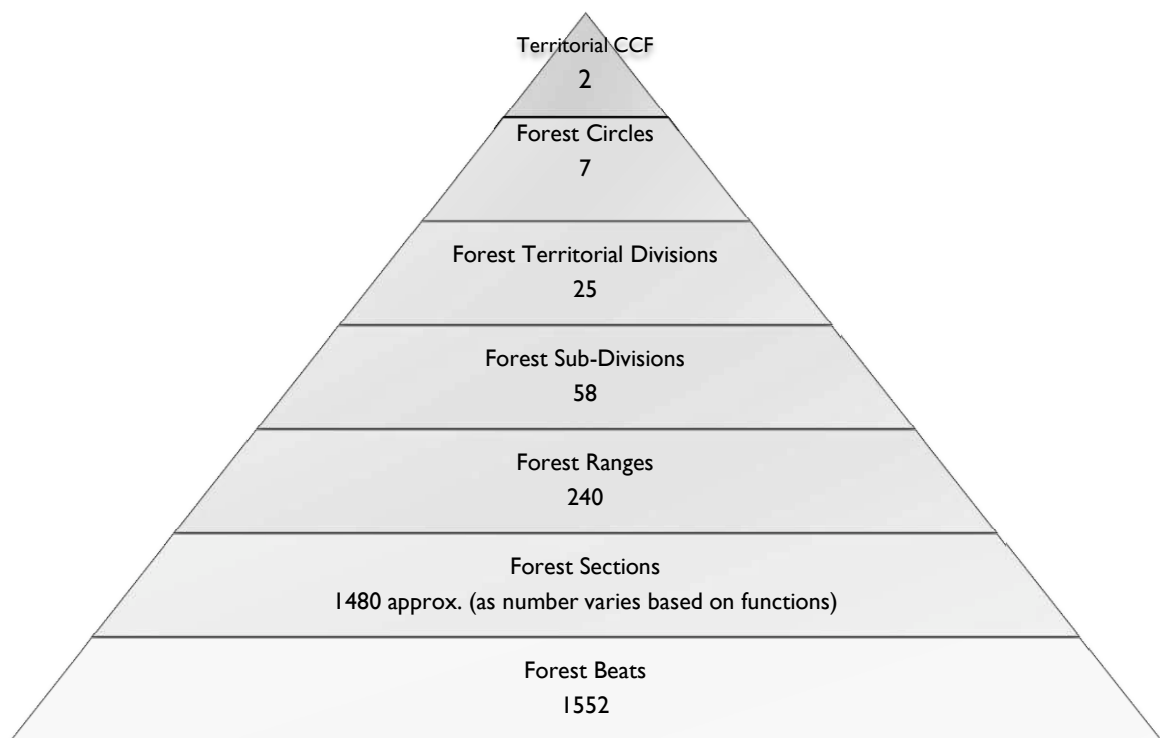 Territorial CCF
2
Forest Circles
7
Forest Territorial Divisions
25
Forest Sub-Divisions
58
Forest Ranges
240
Forest Sections
1480 approx. (as number varies based on functions)
Forest Beats
1552